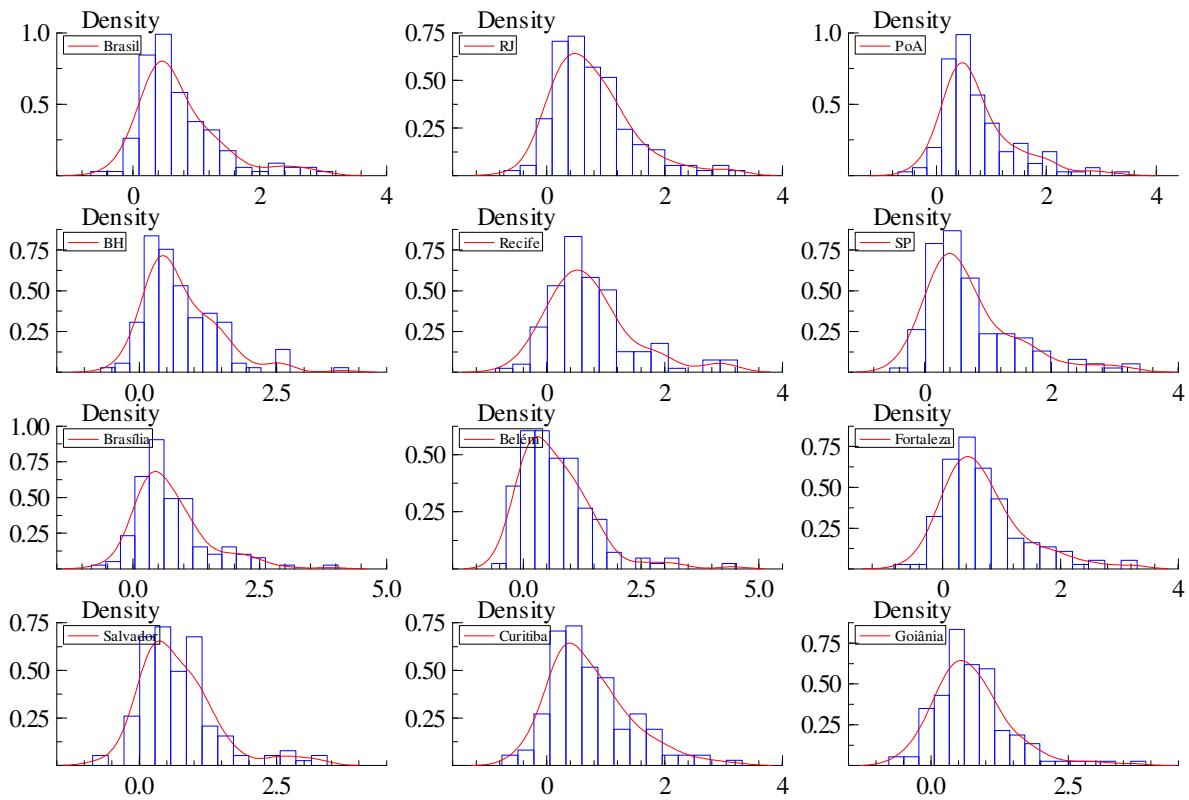 Density Density Density
1.0 Brasil 0.75 RJ 1.0 PoA
0.5 0.50 0.5
0.25
0 2 4 0 2 4 0 2 4
Density Density Density
0.75 BH 0.75 Recife 0.75 SP
0.50 0.50 0.50
0.25 0.25 0.25
0.0 2.5 0 2 4 0 2 4
Density Density Density
1.00 Brasília Belém 0.75 Fortaleza
0.75 0.50 0.50
0.50 0.25 0.25
0.25
0.0 2.5 5.0 0.0 2.5 5.0 0 2 4
Density Density Density
0.75 Salvador 0.75 Curitiba 0.75 Goiânia
0.50 0.50 0.50
0.25 0.25 0.25
0.0 2.5 0 2 4 0.0 2.5